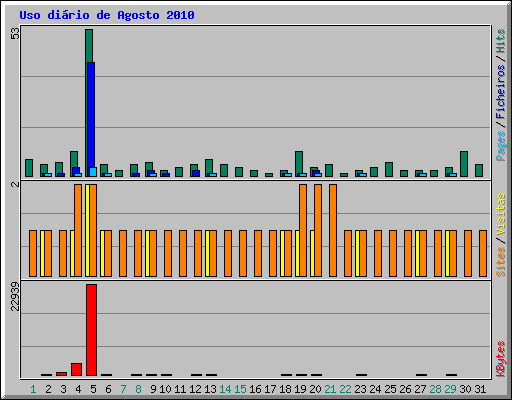 Uso diário de Agosto 2010
53
2
22939
Pages / Ficheiros / Hits
Sites / Visitas
KBytes
1 2 3 4 5 6 7 8 9 10 11 12 13 14 15 16 17 18 19 20 21 22 23 24 25 26 27 28 29 30 31